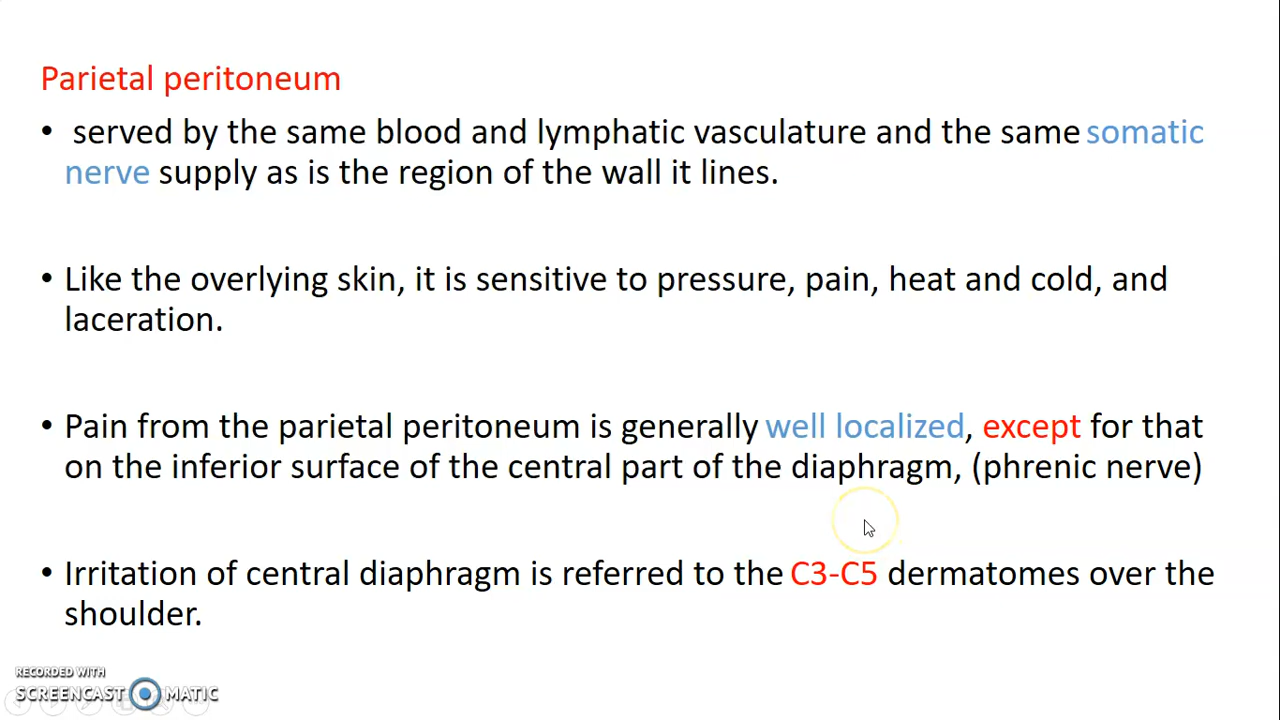 Parietal peritoneum
• served by the same blood and lymphatic vasculature and the same somatic
nerve supply as is the region of the wall it lines.
• Like the overlying skin, it is sensitive to pressure, pain, heat and cold, and
laceration.
• Pain from the parietal peritoneum is generally well localized, except for that
on the inferior surface of the central part of the diaphragm, (phrenic nerve)
• Irritation of central diaphragm is referred to the C3-C5 dermatomes over the
shoulder.
RECORDED WITH
SCREENCAST MATIC